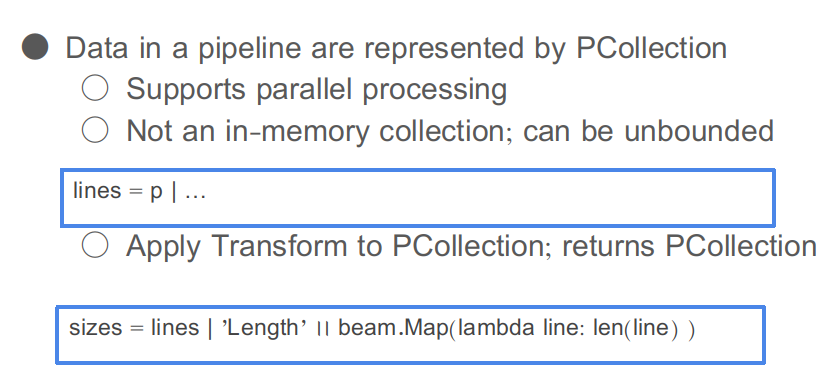 ● Data in a pipeline are represented by PCollection
○ Supports parallel processing
○ Not an in-memory collection; can be unbounded
lines = p | ...
○ Apply Transform to PCollection; returns PCollection
sizes = lines | ’Length’ || beam.Map(lambda line: len(line) )